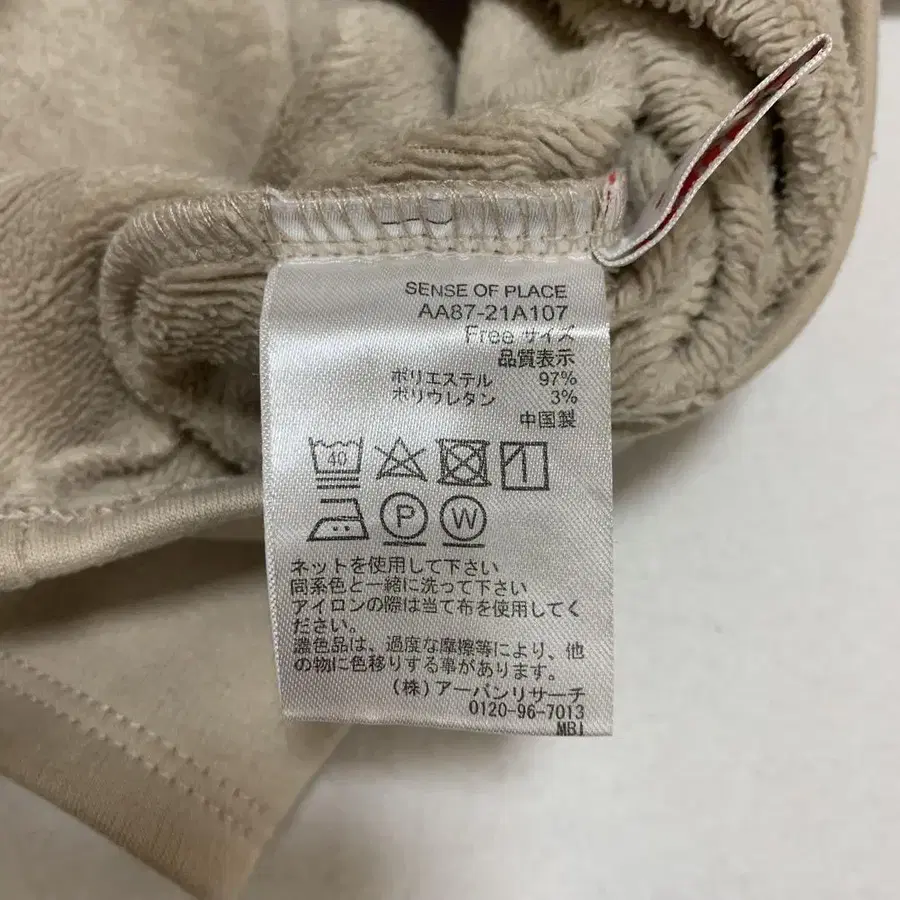 SENSE OF PLACE
AA87-21A107
Free サイズ
品質表示
ポリエステル 97%
ポリウレタン 3%
中国製
40
P W
ネットを使用して下さい
同系色と一緒に洗って下さい
アイロンの際は当て布を使用してく
ださい。
濃色品は、過度な摩擦等により、他
の物に色移りする事があります。
(株)アーバンリサーチ
0120-96-7013
MBI